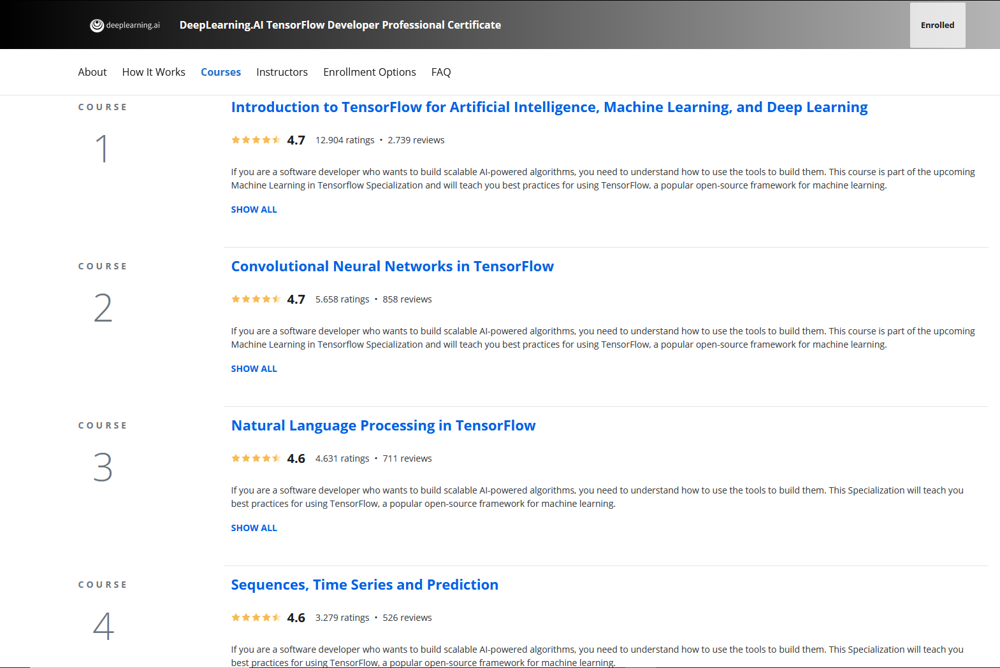 deeplearning.ai DeepLearning.AI TensorFlow Developer Professional Certificate Enrolled
About How It Works Courses Instructors Enrollment Options FAQ
COURSE
1
Introduction to TensorFlow for Artificial Intelligence, Machine Learning, and Deep Learning
4.7 12.904 ratings • 2.739 reviews
If you are a software developer who wants to build scalable AI-powered algorithms, you need to understand how to use the tools to build them. This course is part of the upcoming
Machine Learning in Tensorflow Specialization and will teach you best practices for using TensorFlow, a popular open-source framework for machine learning.
SHOW ALL
COURSE
2
Convolutional Neural Networks in TensorFlow
4.7 5.658 ratings • 858 reviews
If you are a software developer who wants to build scalable AI-powered algorithms, you need to understand how to use the tools to build them. This course is part of the upcoming
Machine Learning in Tensorflow Specialization and will teach you best practices for using TensorFlow, a popular open-source framework for machine learning.
SHOW ALL
COURSE
3
Natural Language Processing in TensorFlow
4.6 4.631 ratings • 711 reviews
If you are a software developer who wants to build scalable AI-powered algorithms, you need to understand how to use the tools to build them. This Specialization will teach you
best practices for using TensorFlow, a popular open-source framework for machine learning.
SHOW ALL
COURSE
4
Sequences, Time Series and Prediction
4.6 3.279 ratings • 526 reviews
If you are a software developer who wants to build scalable AI-powered algorithms, you need to understand how to use the tools to build them. This Specialization will teach you
best practices for using TensorFlow, a popular open-source framework for machine learning.